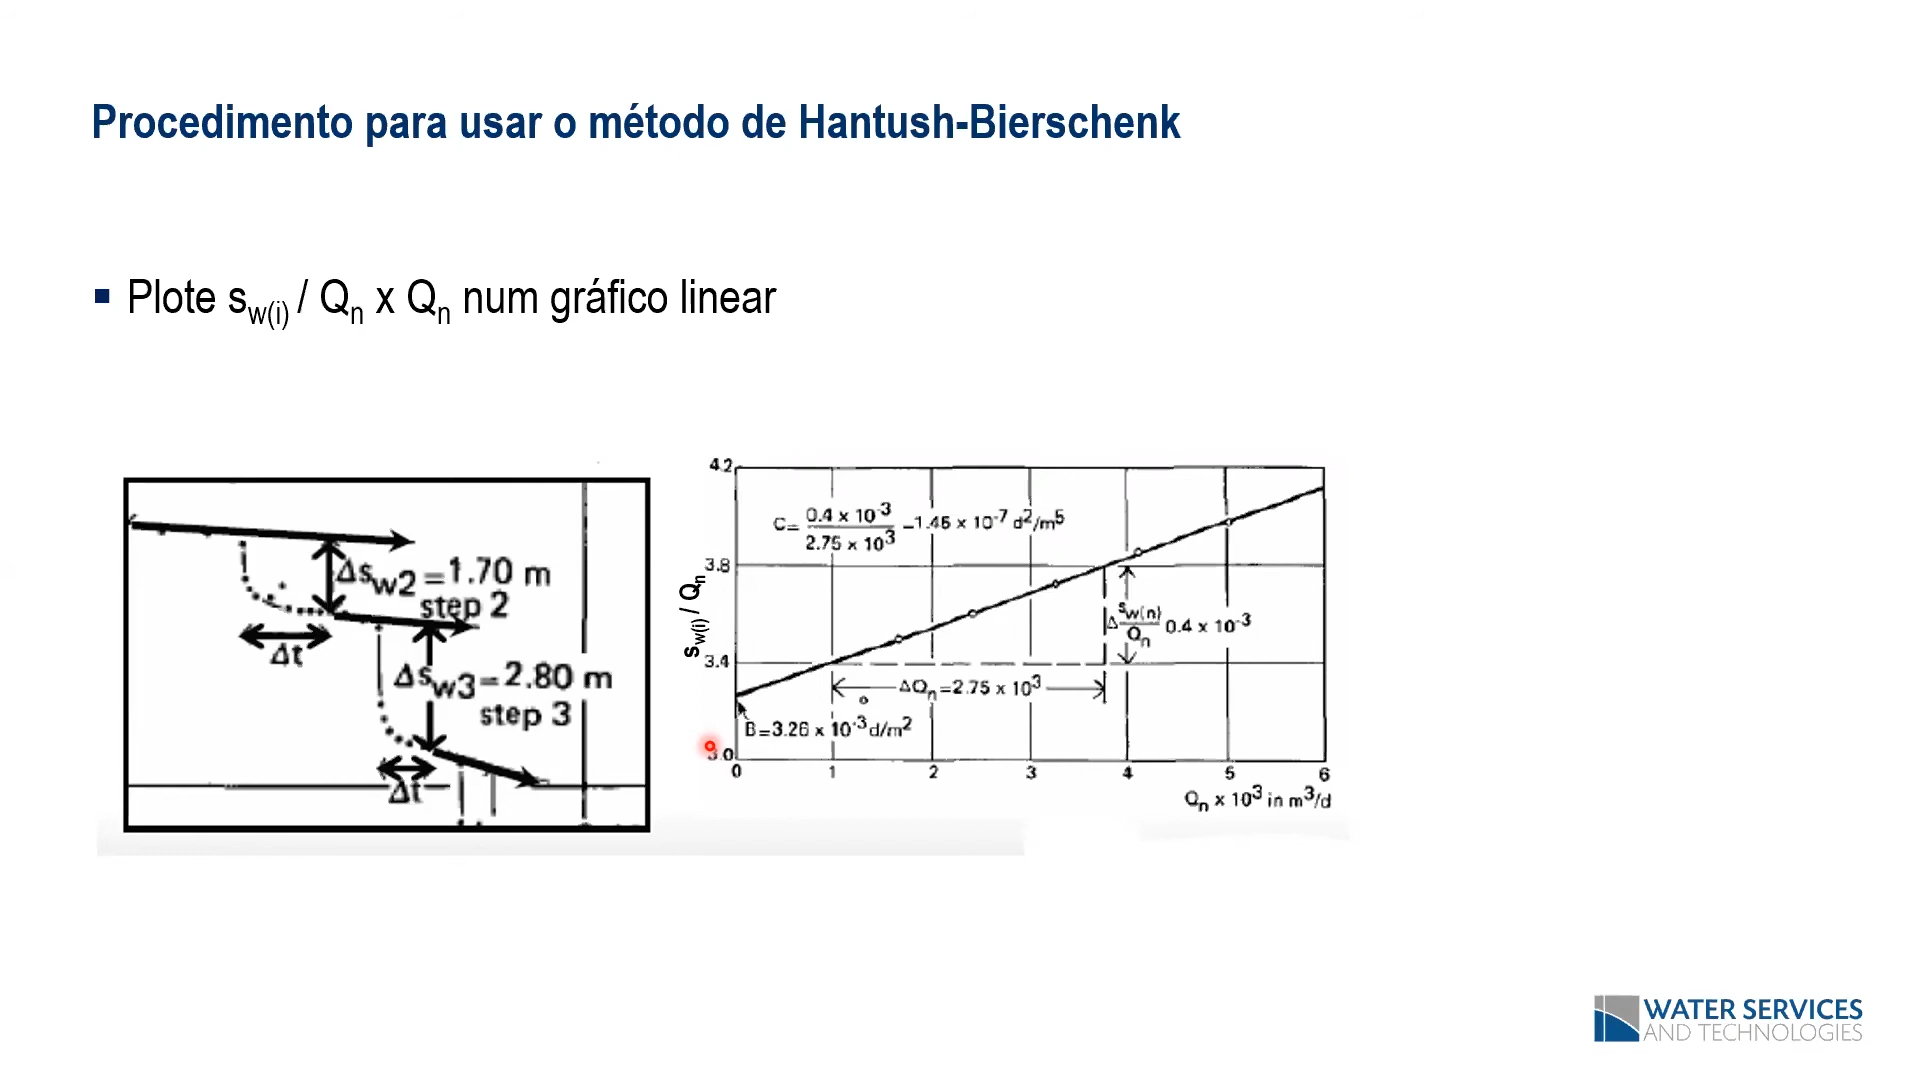 Procedimento para usar o método de Hantush-Bierschenk
▪ Plote s_w(i) / Q_n x Q_n num gráfico linear
Δs_w2=1.70 m
step 2
Δt
Δs_w3=2.80 m
step 3
Δt
s_w(i) / Q_n
4.2
3.8
3.4
3.0
C= 0.4 x 10^-3 / 2.75 x 10^3 –1.46 x 10^-7 d^2/m^5
Δ s_w(n) / Q_n 0.4 x 10^-3
ΔQ_n=2.75 x 10^3
B=3.26 x 10^-3 d/m^2
0 1 2 3 4 5 6
Q_n x 10^3 in m^3/d
WATER SERVICES
AND TECHNOLOGIES